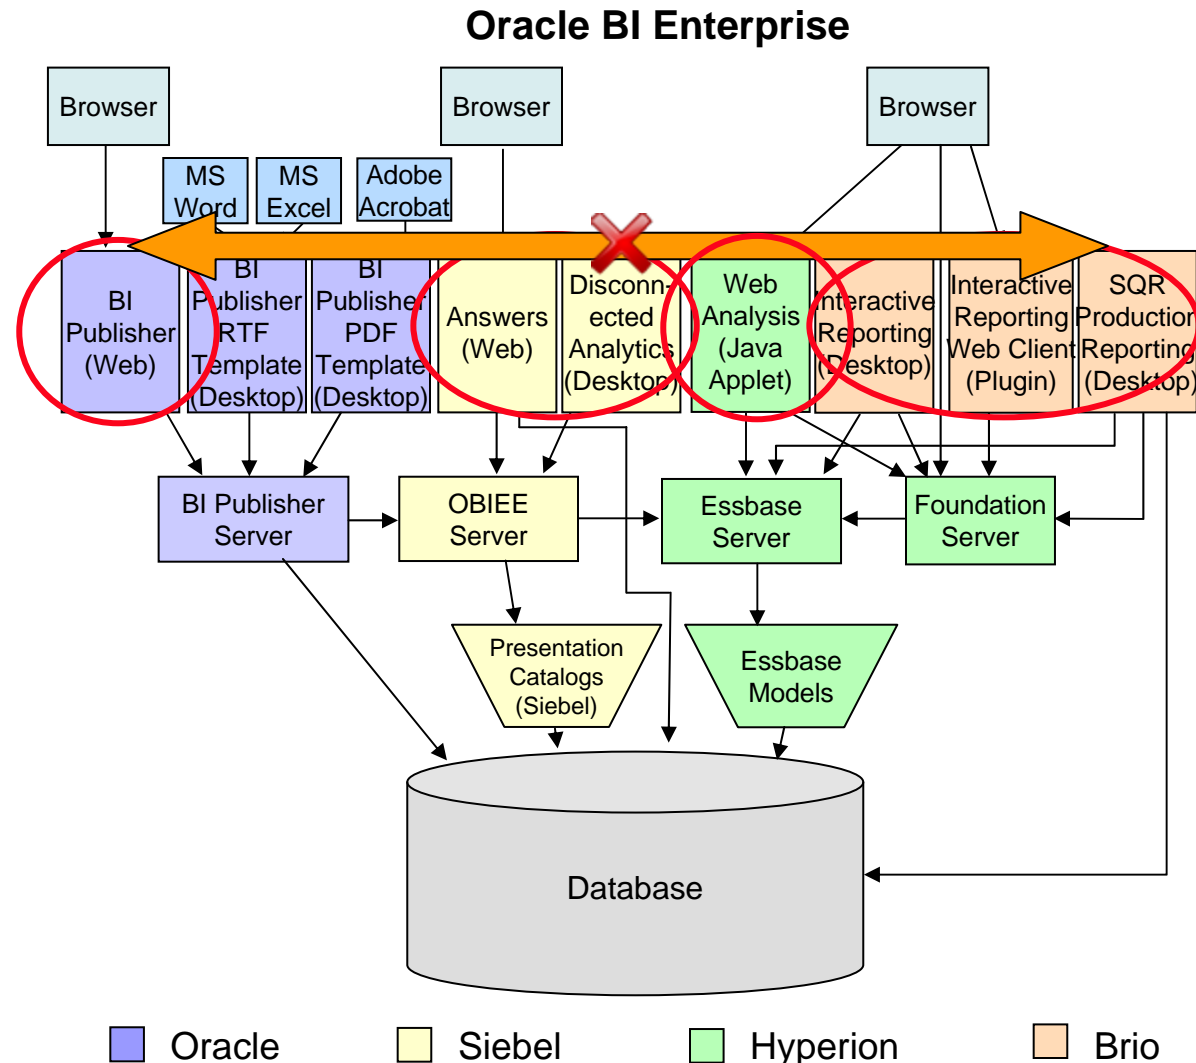 Oracle BI Enterprise
Browser
Browser
Browser
MS
Word
MS
Excel
Adobe
Acrobat
BI
Publisher
(Web)
BI
Publisher
RTF
Template
(Desktop)
BI
Publisher
PDF
Template
(Desktop)
Answers
(Web)
Disconn-
ected
Analytics
(Desktop)
Web
Analysis
(Java
Applet)
Interactive
Reporting
(Desktop)
Interactive
Reporting
Web Client
(Plugin)
SQR
Production
Reporting
(Desktop)
BI Publisher
Server
OBIEE
Server
Essbase
Server
Foundation
Server
Presentation
Catalogs
(Siebel)
Essbase
Models
Database
Oracle
Siebel
Hyperion
Brio